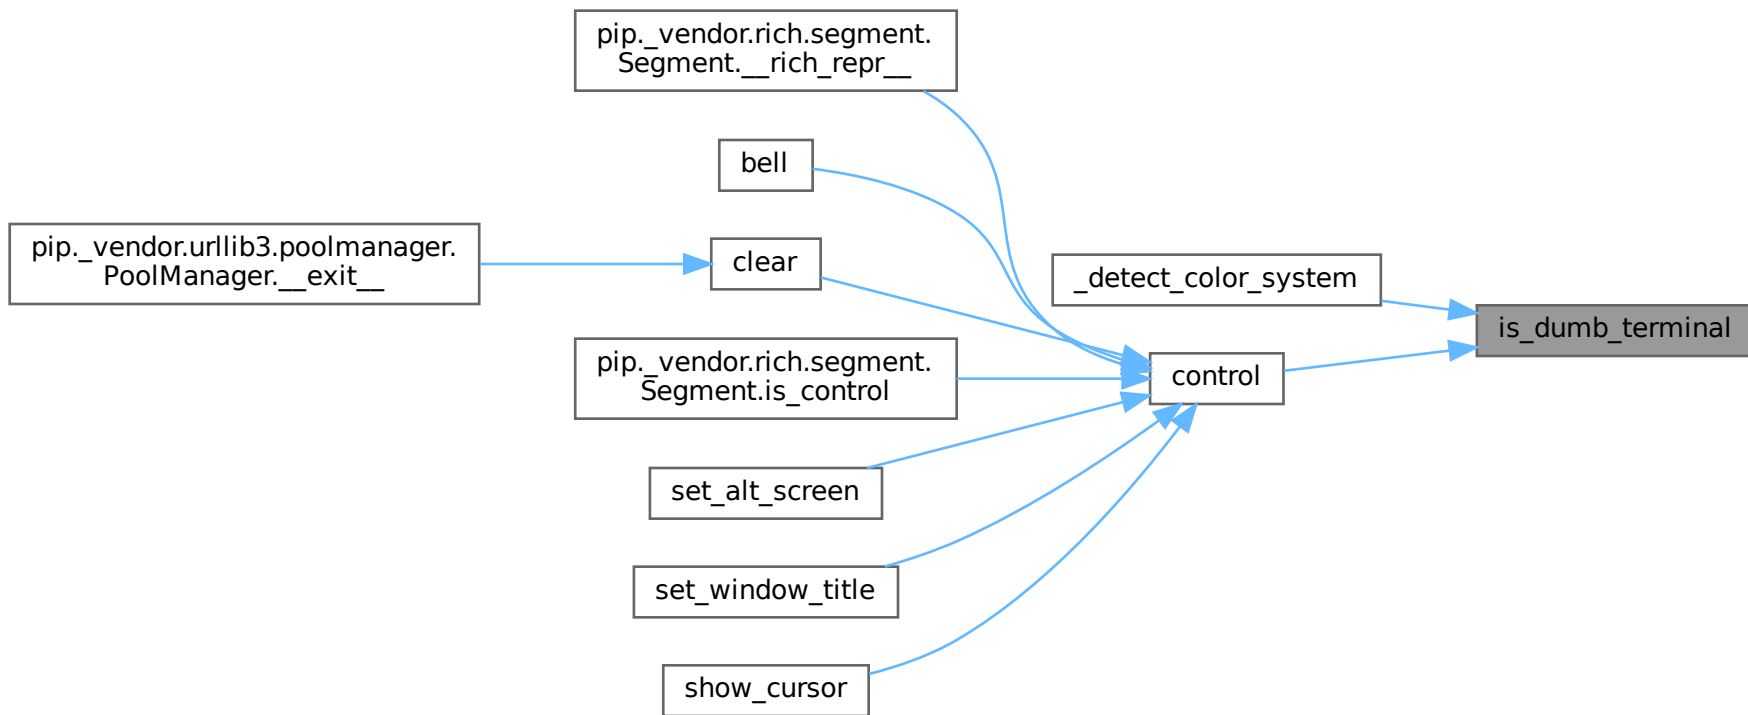 pip._vendor.rich.segment.
Segment.__rich_repr__
bell
pip._vendor.urllib3.poolmanager.
PoolManager.__exit__
clear
_detect_color_system
is_dumb_terminal
pip._vendor.rich.segment.
Segment.is_control
control
set_alt_screen
set_window_title
show_cursor